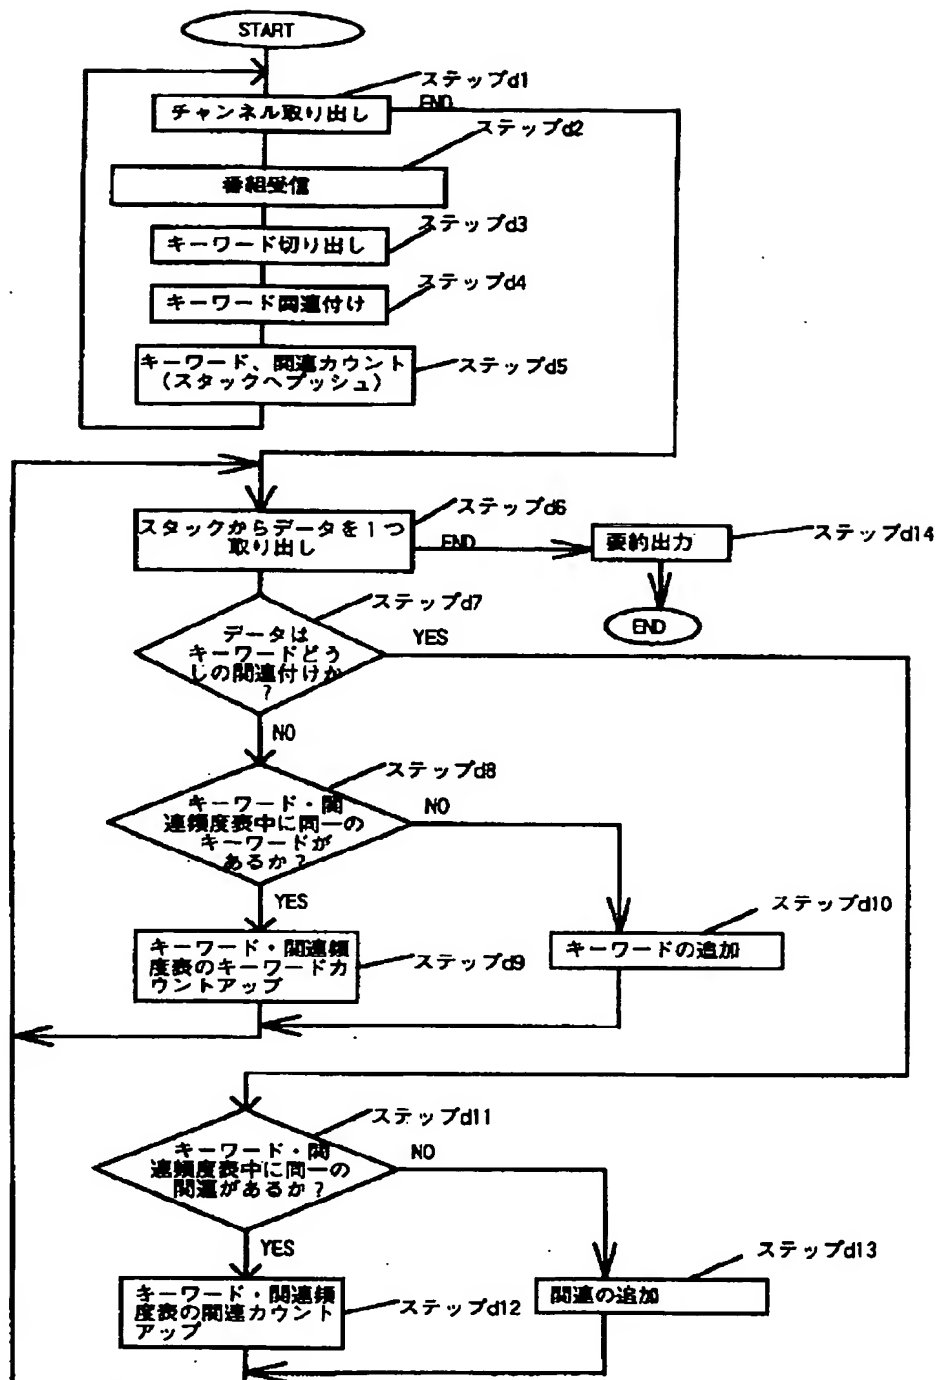 START
ステップd1
チャンネル取り出し
END
ステップd2
番組受信
ステップd3
キーワード切り出し
ステップd4
キーワード関連付け
キーワード、関連カウント
(スタックへプッシュ)
ステップd5
ステップd6
スタックからデータを1つ
取り出し
END
要約出力
ステップd14
END
ステップd7
データは
キーワードどう
しの関連付けか
?
YES
NO
ステップd8
キーワード・関
連頻度表中に同一の
キーワードが
あるか?
NO
YES
ステップd10
キーワード・関連頻
度表のキーワードカ
ウントアップ
ステップd9
キーワードの追加
ステップd11
キーワード・関
連頻度表中に同一の
関連があるか?
NO
YES
ステップd13
キーワード・関連頻
度表の関連カウント
アップ
ステップd12
関連の追加